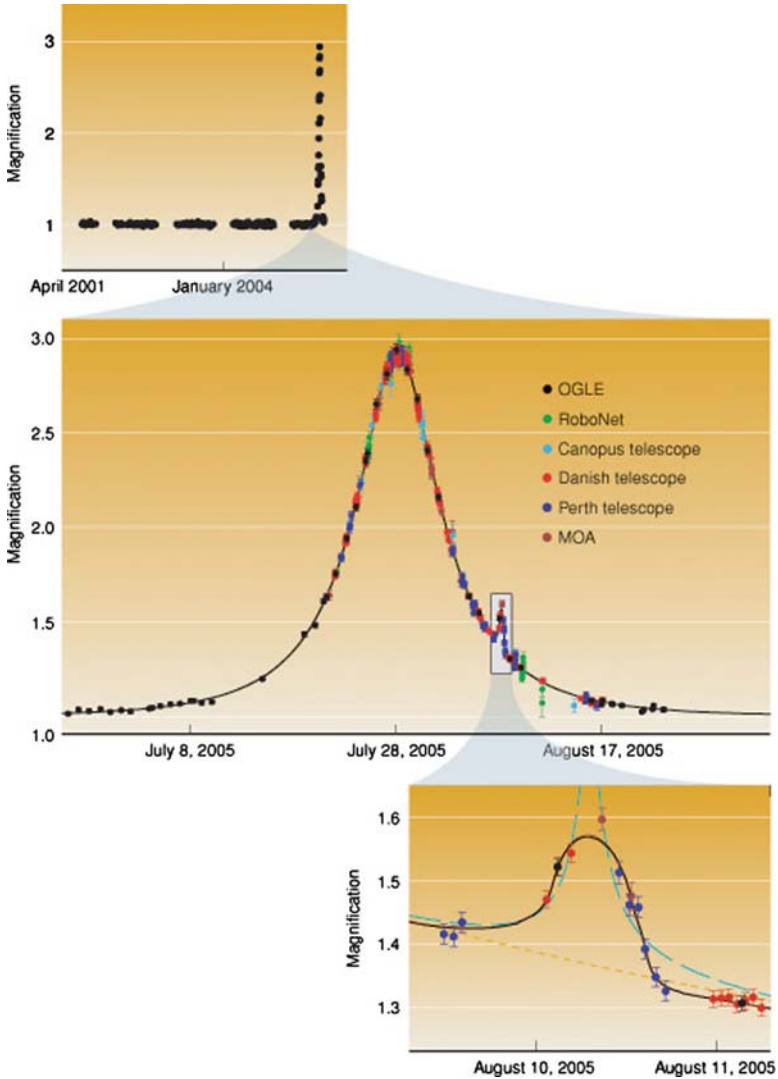 3
2
1
Magnification
April 2001 January 2004
3.0
2.5
2.0
1.5
1.0
Magnification
OGLE
RoboNet
Canopus telescope
Danish telescope
Perth telescope
MOA
July 8, 2005 July 28, 2005 August 17, 2005
1.6
1.5
1.4
1.3
Magnification
August 10, 2005 August 11, 2005